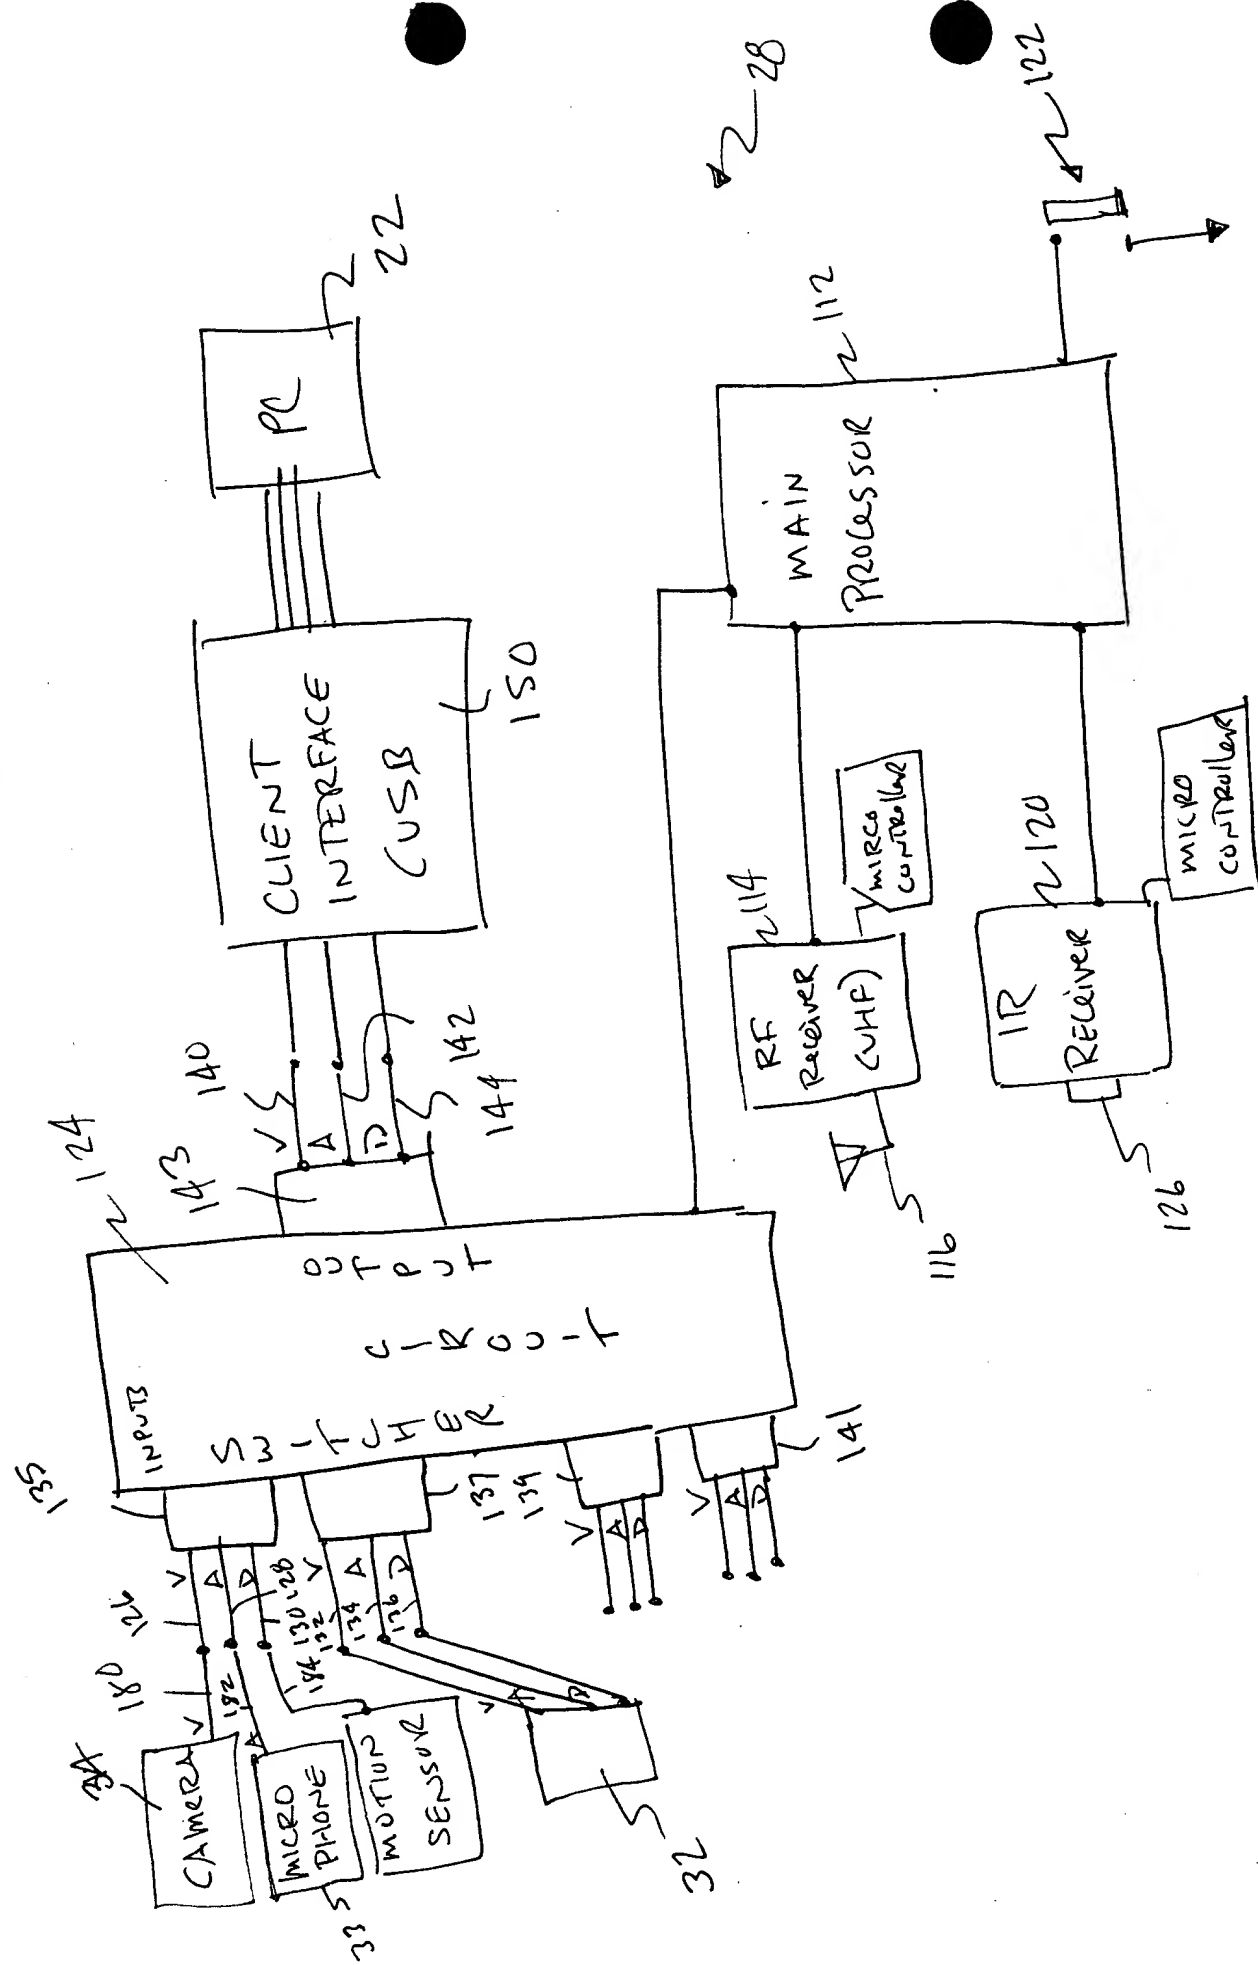 34
CAMERA
V
180
126
V
135
INPUTS
124
33
MICRO
PHONE
A
182
A
128
MOTION
SENSOR
184
130
D
132
V
134
A
136
D
V
A
D
32
137
139
V
A
D
V
A
D
141
SWITCHER
CIRCUIT
OUTPUT
143
V
140
A
D
142
144
CLIENT
INTERFACE
(USB
150
PC
22
28
116
RF
Receiver
(UHF)
114
MIRCO
CONTROller
126
IR
RECEiver
120
MICRO
CONTROller
MAIN
PROCESSOR
112
122